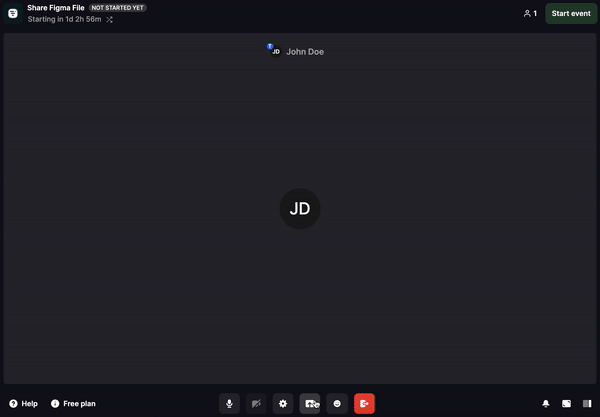 Share Figma File NOT STARTED YET
Starting in 1d 2h 56m
1
Start event
JD John Doe
JD
Help
Free plan